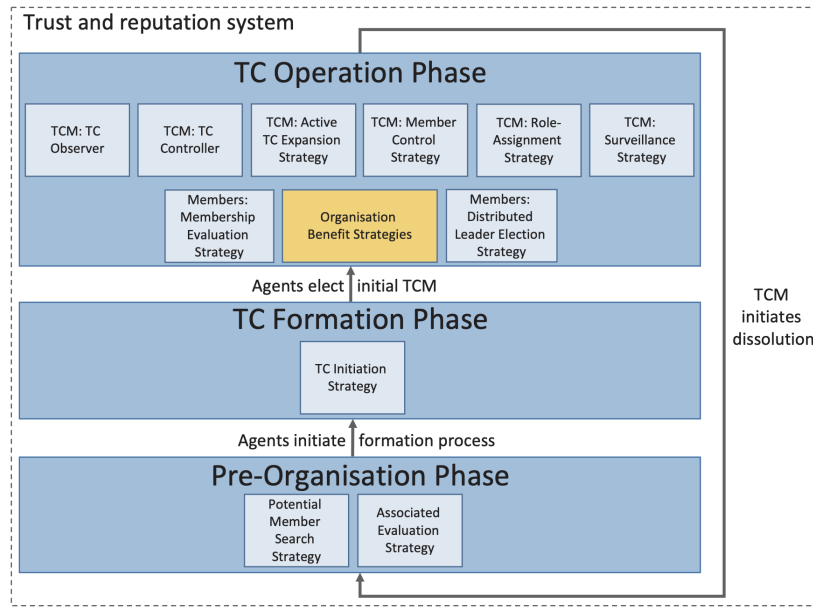 Trust and reputation system
TC Operation Phase
TCM: TC
Observer
TCM: TC
Controller
TCM: Active
TC Expansion
Strategy
TCM: Member
Control
Strategy
TCM: Role-
Assignment
Strategy
TCM:
Surveillance
Strategy
Members:
Membership
Evaluation
Strategy
Organisation
Benefit Strategies
Members:
Distributed
Leader Election
Strategy
Agents elect initial TCM
TCM
initiates
dissolution
TC Formation Phase
TC Initiation
Strategy
Agents initiate formation process
Pre-Organisation Phase
Potential
Member
Search
Strategy
Associated
Evaluation
Strategy